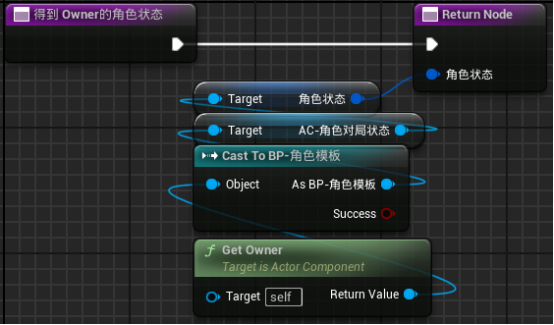 得到 Owner的角色状态
Return Node
角色状态
Target 角色状态
Target AC-角色对局状态
Cast To BP-角色模板
Object As BP-角色模板
Success
f Get Owner
Target is Actor Component
Target self Return Value